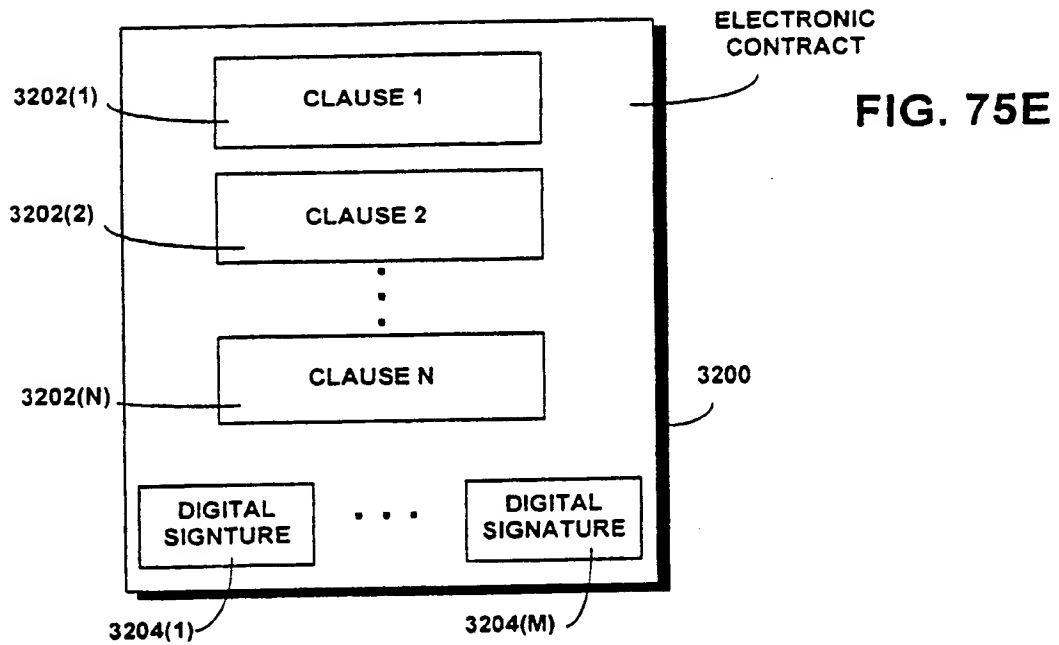 ELECTRONIC
CONTRACT
FIG. 75E
3202(1)
CLAUSE 1
3202(2)
CLAUSE 2
3202(N)
CLAUSE N
3200
DIGITAL
SIGNTURE
DIGITAL
SIGNATURE
3204(1)
3204(M)